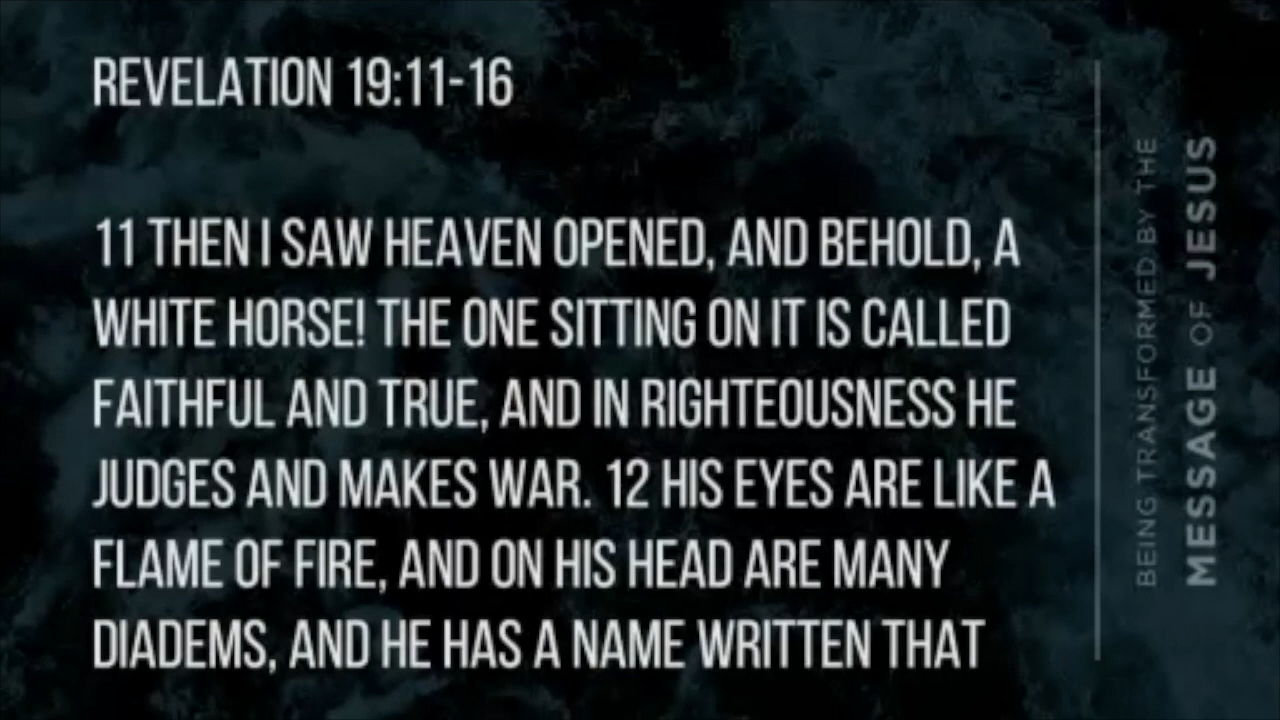 REVELATION 19:11-16
11 THEN I SAW HEAVEN OPENED, AND BEHOLD, A
WHITE HORSE! THE ONE SITTING ON IT IS CALLED
FAITHFUL AND TRUE, AND IN RIGHTEOUSNESS HE
JUDGES AND MAKES WAR. 12 HIS EYES ARE LIKE A
FLAME OF FIRE, AND ON HIS HEAD ARE MANY
DIADEMS, AND HE HAS A NAME WRITTEN THAT
BEING TRANSFORMED BY THE
MESSAGE OF JESUS